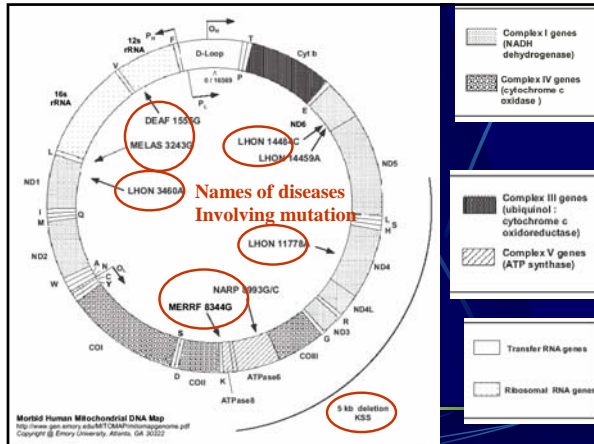 12s
rRNA
P_H
F
O_H
T
D-Loop
Cyt b
V
0 / 16569
P
16s
rRNA
P_L
E
ND6
DEAF 1555G
LHON 14484C
MELAS 3243G
LHON 14459A
L
ND5
ND1
LHON 3460A
Names of diseases
Involving mutation
I
M
Q
L
S
H
LHON 11778A
ND2
ND4
A
N
C
Y
O_L
W
NARP 8993G/C
MERRF 8344G
ND4L
R
ND3
G
COI
S
COIII
D
COII
K
ATPase6
ATPase8
5 kb deletion
KSS
Morbid Human Mitochondrial DNA Map
http://www.gen.emory.edu/MITOMAP/mitomapgenome.pdf
Copyright @ Emory University, Atlanta, GA 30322
Complex I genes
(NADH
dehydrogenase)
Complex IV genes
(cytochrome c
oxidase )
Complex III genes
(ubiquinol :
cytochrome c
oxidoreductase)
Complex V genes
(ATP synthase)
Transfer RNA genes
Ribosomal RNA genes